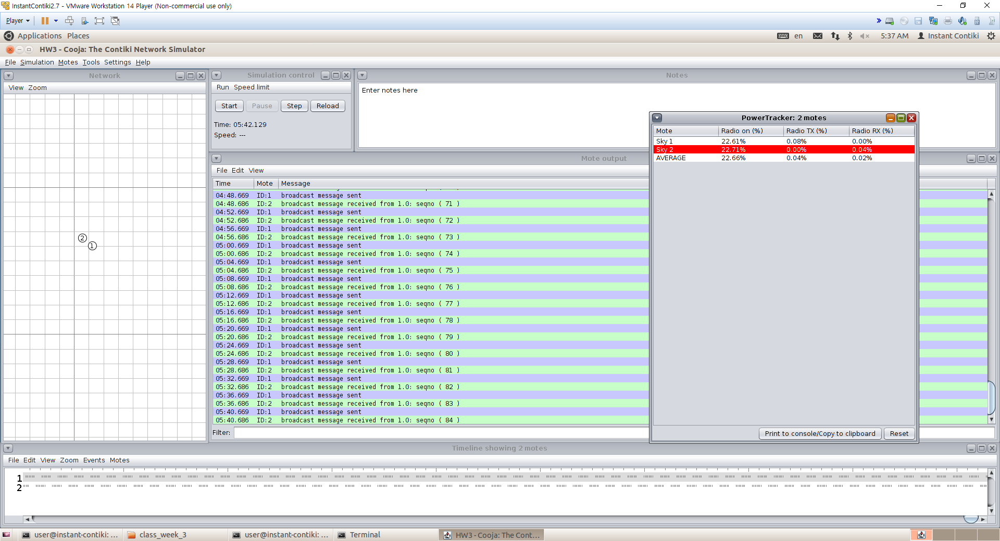 InstantContiki2.7 - VMware Workstation 14 Player (Non-commercial use only)
Player
Applications Places
en 5:37 AM Instant Contiki
HW3 - Cooja: The Contiki Network Simulator
File Simulation Motes Tools Settings Help
Network
View Zoom
2
1
Simulation control
Run Speed limit
Start Pause Step Reload
Time: 05:42.129
Speed: ---
Notes
Enter notes here
Mote output
File Edit View
Time Mote Message
04:48.669 ID:1 broadcast message sent
04:48.686 ID:2 broadcast message received from 1.0: seqno ( 71 )
04:52.669 ID:1 broadcast message sent
04:52.686 ID:2 broadcast message received from 1.0: seqno ( 72 )
04:56.669 ID:1 broadcast message sent
04:56.686 ID:2 broadcast message received from 1.0: seqno ( 73 )
05:00.669 ID:1 broadcast message sent
05:00.686 ID:2 broadcast message received from 1.0: seqno ( 74 )
05:04.669 ID:1 broadcast message sent
05:04.686 ID:2 broadcast message received from 1.0: seqno ( 75 )
05:08.669 ID:1 broadcast message sent
05:08.686 ID:2 broadcast message received from 1.0: seqno ( 76 )
05:12.669 ID:1 broadcast message sent
05:12.686 ID:2 broadcast message received from 1.0: seqno ( 77 )
05:16.669 ID:1 broadcast message sent
05:16.686 ID:2 broadcast message received from 1.0: seqno ( 78 )
05:20.669 ID:1 broadcast message sent
05:20.686 ID:2 broadcast message received from 1.0: seqno ( 79 )
05:24.669 ID:1 broadcast message sent
05:24.686 ID:2 broadcast message received from 1.0: seqno ( 80 )
05:28.669 ID:1 broadcast message sent
05:28.686 ID:2 broadcast message received from 1.0: seqno ( 81 )
05:32.669 ID:1 broadcast message sent
05:32.686 ID:2 broadcast message received from 1.0: seqno ( 82 )
05:36.669 ID:1 broadcast message sent
05:36.686 ID:2 broadcast message received from 1.0: seqno ( 83 )
05:40.669 ID:1 broadcast message sent
05:40.686 ID:2 broadcast message received from 1.0: seqno ( 84 )
Filter:
PowerTracker: 2 motes
Mote Radio on (%) Radio TX (%) Radio RX (%)
Sky 1 22.61% 0.08% 0.00%
Sky 2 22.71% 0.00% 0.04%
AVERAGE 22.66% 0.04% 0.02%
Print to console/Copy to clipboard Reset
Timeline showing 2 motes
File Edit View Zoom Events Motes
1
2
user@instant-contiki: ... class_week_3 user@instant-contiki: ... Terminal HW3 - Cooja: The Cont...